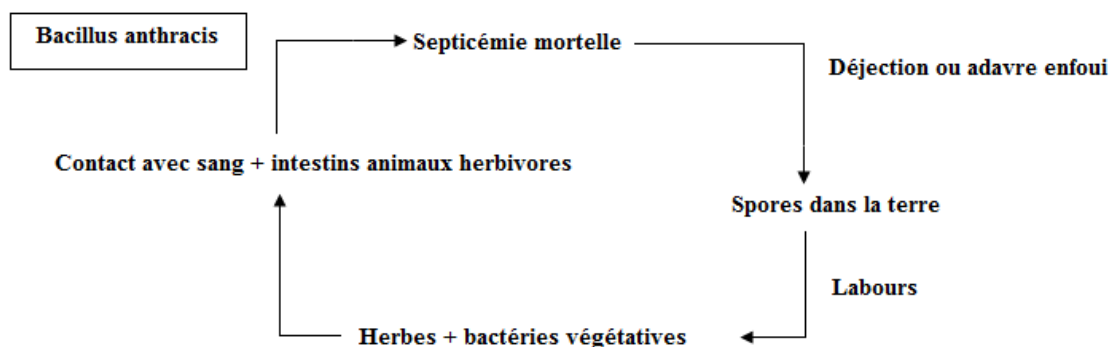 Bacillus anthracis
Septicémie mortelle
Déjection ou adavre enfoui
Contact avec sang + intestins animaux herbivores
Spores dans la terre
Labours
Herbes + bactéries végétatives